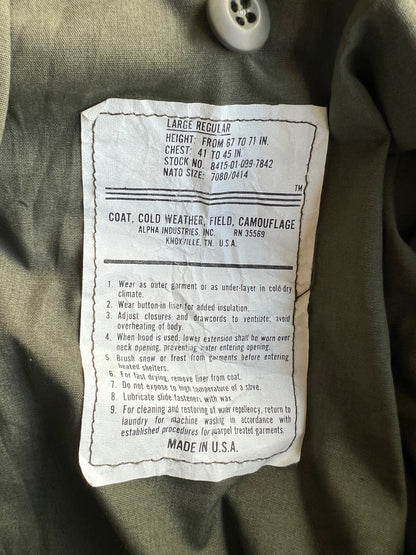 LARGE REGULAR
HEIGHT: FROM 67 TO 71 IN.
CHEST: 41 TO 45 IN.
STOCK NO. 8415-01-099-7842
NATO SIZE: 7080/0414
TM
COAT, COLD WEATHER, FIELD, CAMOUFLAGE
ALPHA INDUSTRIES, INC. RN 35569
KNOXVILLE, TN. U.S.A.
1. Wear as outer garment or as under-layer in cold-dry
climate.
2. Wear button-in liner for added insulation.
3. Adjust closures and drawcords to ventilate, avoid
overheating of body.
4. When hood is used, lower extension shall be worn over
neck opening, preventing water entering opening.
5. Brush snow or frost from garments before entering
heated shelters.
6. For fast drying, remove liner from coat.
7. Do not expose to high temperature of a stove.
8. Lubricate slide fasteners with wax.
9. For cleaning and restoring of water repellency, return to
laundry for machine washing in accordance with
established procedures for quarpel treated garments.
MADE IN U.S.A.